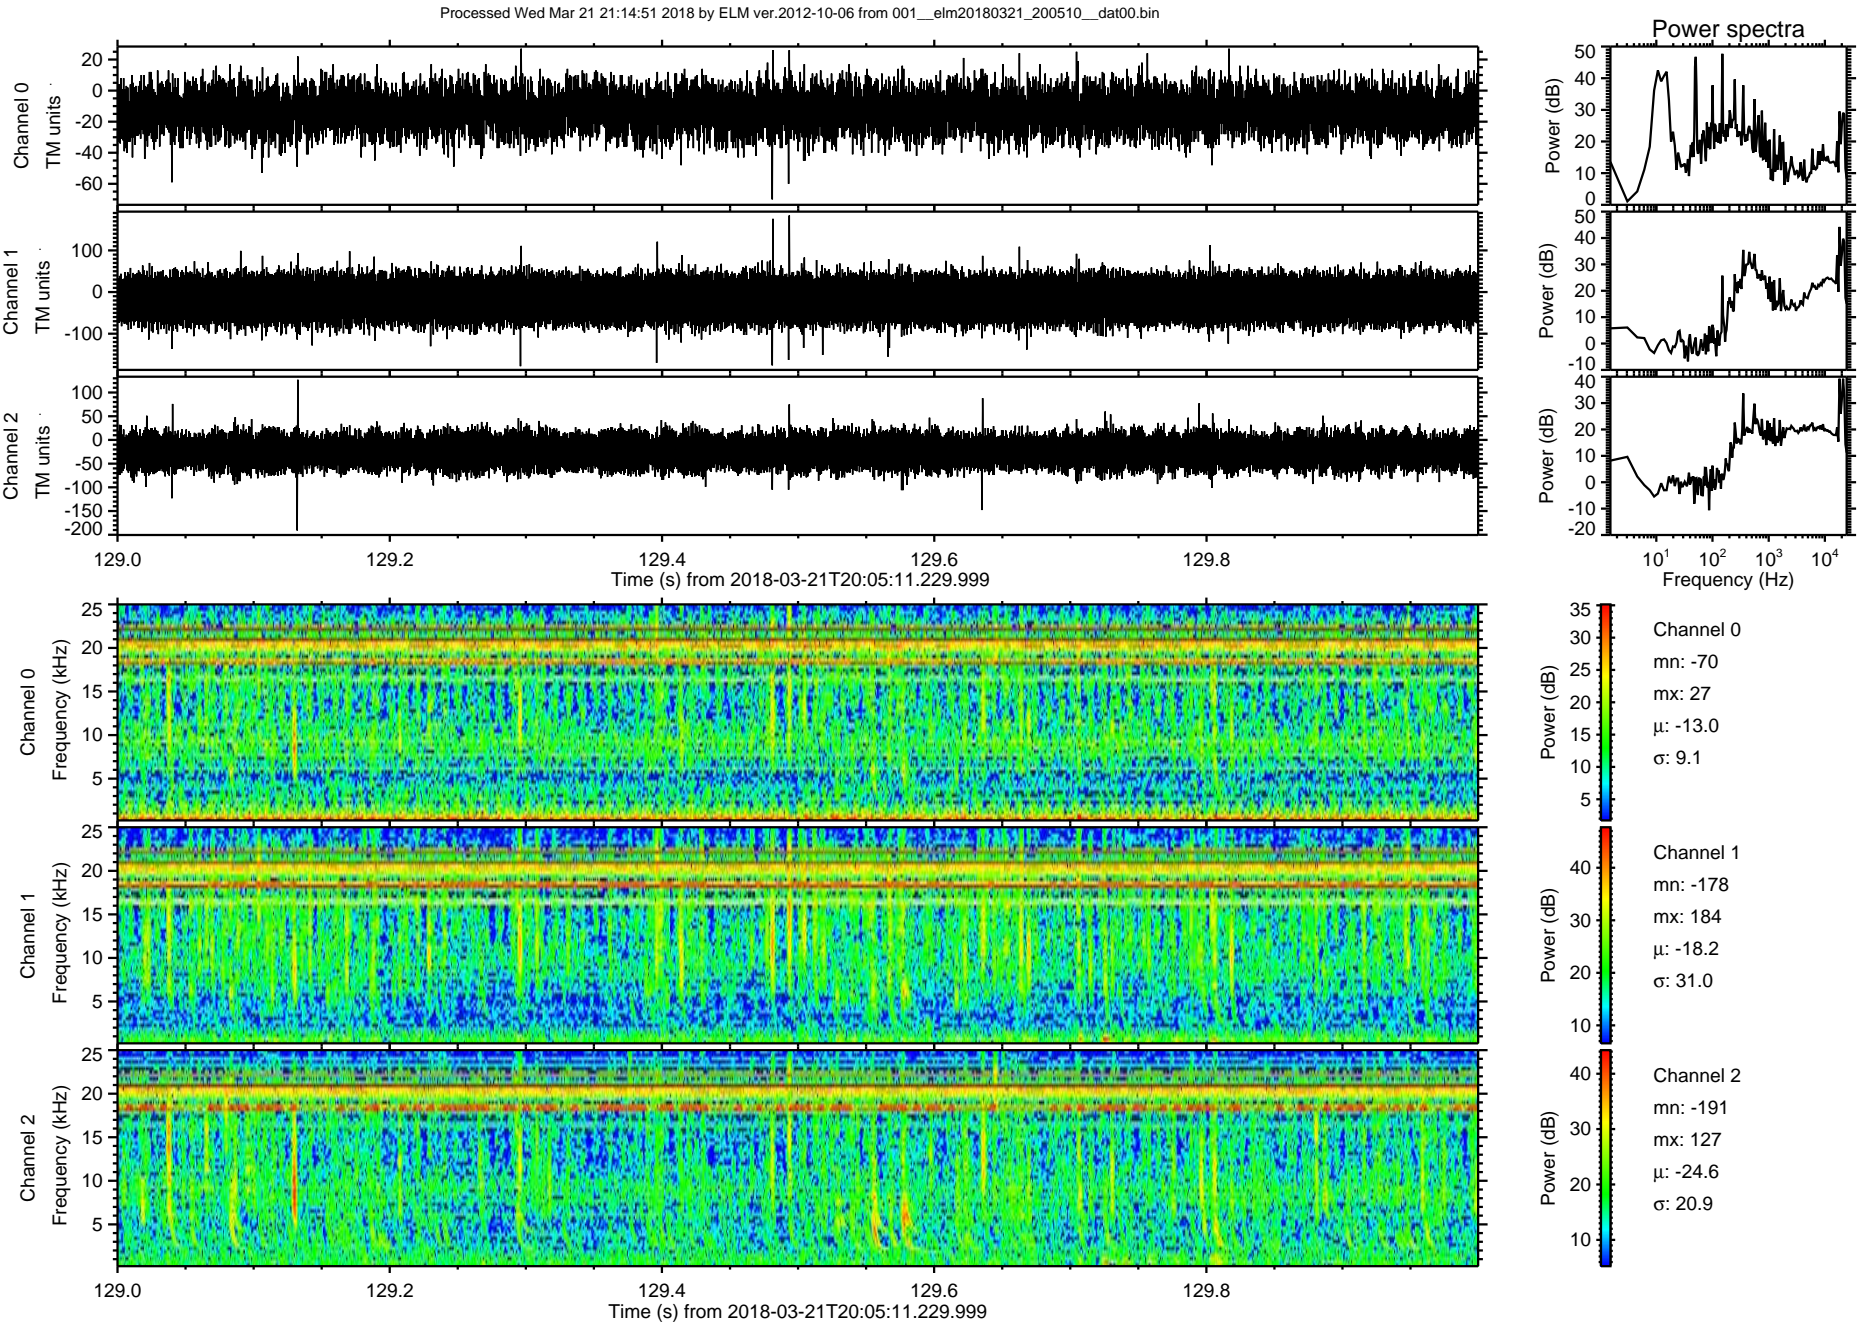 Processed Wed Mar 21 21:14:51 2018 by ELM ver.2012-10-06 from 001__elm20180321_200510__dat00.bin
Power spectra
Channel 0
TM units
20
0
-20
-40
-60
Power (dB)
50
40
30
20
10
0
Channel 1
TM units
100
0
-100
Power (dB)
50
40
30
20
10
0
-10
Channel 2
TM units
100
50
0
-50
-100
-150
-200
Power (dB)
40
30
20
10
0
-10
-20
129.0 129.2 129.4 129.6 129.8
Time (s) from 2018-03-21T20:05:11.229.999
10¹ 10² 10³ 10⁴
Frequency (Hz)
Channel 0
Frequency (kHz)
25
20
15
10
5
Power (dB)
35
30
25
20
15
10
5
Channel 0
mn: -70
mx: 27
µ: -13.0
σ: 9.1
Channel 1
Frequency (kHz)
25
20
15
10
5
Power (dB)
40
30
20
10
Channel 1
mn: -178
mx: 184
µ: -18.2
σ: 31.0
Channel 2
Frequency (kHz)
25
20
15
10
5
Power (dB)
40
30
20
10
Channel 2
mn: -191
mx: 127
µ: -24.6
σ: 20.9
129.0 129.2 129.4 129.6 129.8
Time (s) from 2018-03-21T20:05:11.229.999